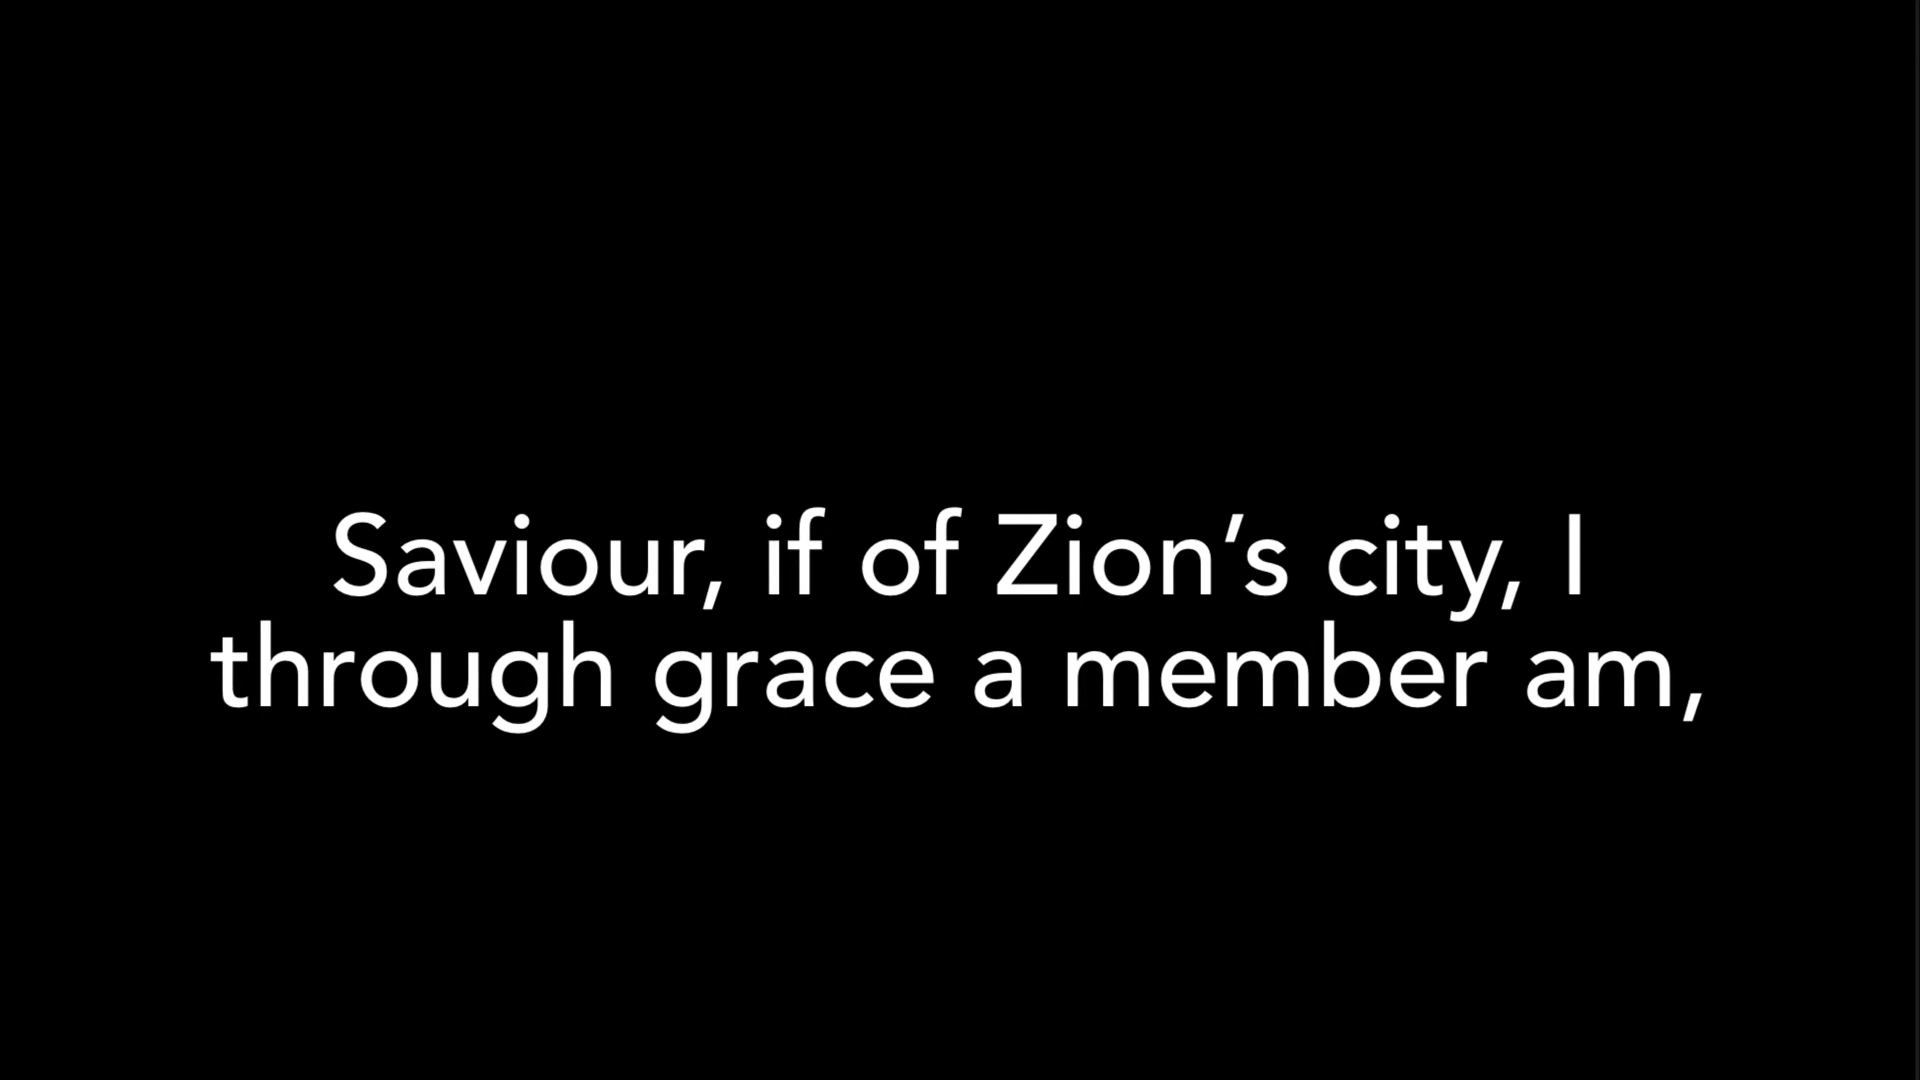 Saviour, if of Zion’s city, I
through grace a member am,